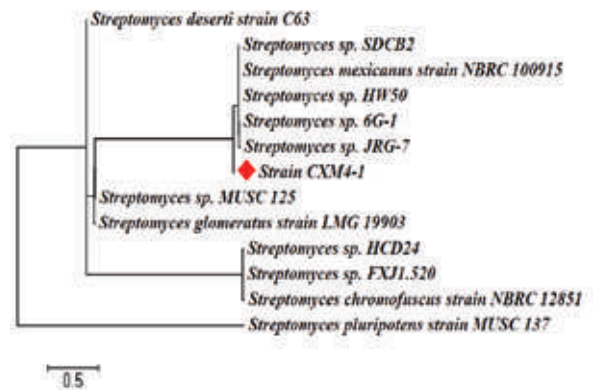 Streptomyces deserti strain C63
Streptomyces sp. SDCB2
Streptomyces mexicanus strain NBRC 100915
Streptomyces sp. HW50
Streptomyces sp. 6G-1
Streptomyces sp. JRG-7
Strain CXM4-1
Streptomyces sp. MUSC 125
Streptomyces glomeratus strain LMG 19903
Streptomyces sp. HCD24
Streptomyces sp. FXJ1.520
Streptomyces chromofuscus strain NBRC 12851
Streptomyces pluripotens strain MUSC 137
0.5